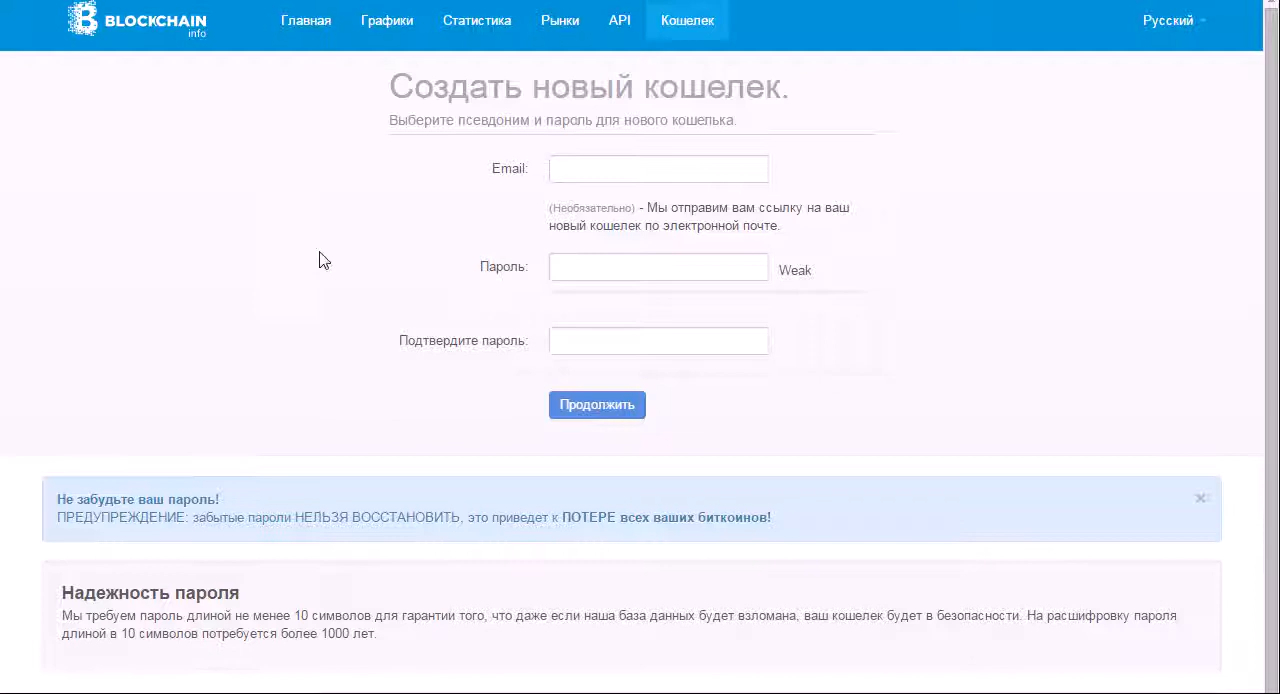 BLOCKCHAIN
info
Главная Графики Статистика Рынки API Кошелек Русский
Создать новый кошелек.
Выберите псевдоним и пароль для нового кошелька.
Email:
(Необязательно) - Мы отправим вам ссылку на ваш
новый кошелек по электронной почте.
Пароль: Weak
Подтвердите пароль:
Продолжить
Не забудьте ваш пароль!
ПРЕДУПРЕЖДЕНИЕ: забытые пароли НЕЛЬЗЯ ВОССТАНОВИТЬ, это приведет к ПОТЕРЕ всех ваших биткоинов!
Надежность пароля
Мы требуем пароль длиной не менее 10 символов для гарантии того, что даже если наша база данных будет взломана, ваш кошелек будет в безопасности. На расшифровку пароля
длиной в 10 символов потребуется более 1000 лет.